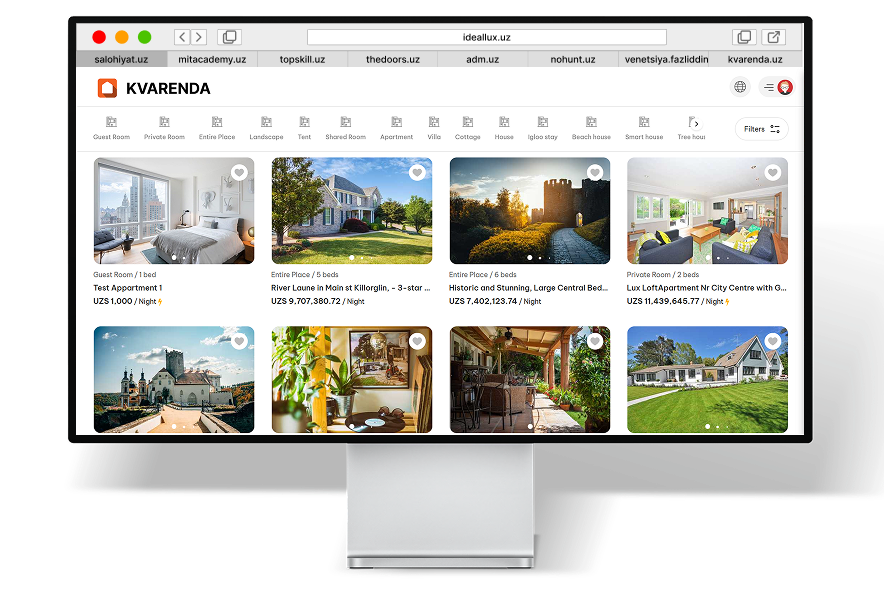 ideallux.uz
salohiyat.uz mitacademy.uz topskill.uz thedoors.uz adm.uz nohunt.uz venetsiya.fazliddin kvarenda.uz
KVARENDA
Guest Room Private Room Entire Place Landscape Tent Shared Room Apartment Villa Cottage House Igloo stay Beach house Smart house Tree hou
Filters
Guest Room / 1 bed
Test Appartment 1
UZS 1,000 / Night
Entire Place / 5 beds
River Laune in Main st Killorglin, - 3-star ...
UZS 9,707,380.72 / Night
Entire Place / 6 beds
Historic and Stunning, Large Central Bed...
UZS 7,402,123.74 / Night
Private Room / 2 beds
Lux LoftApartment Nr City Centre with G...
UZS 11,439,645.77 / Night